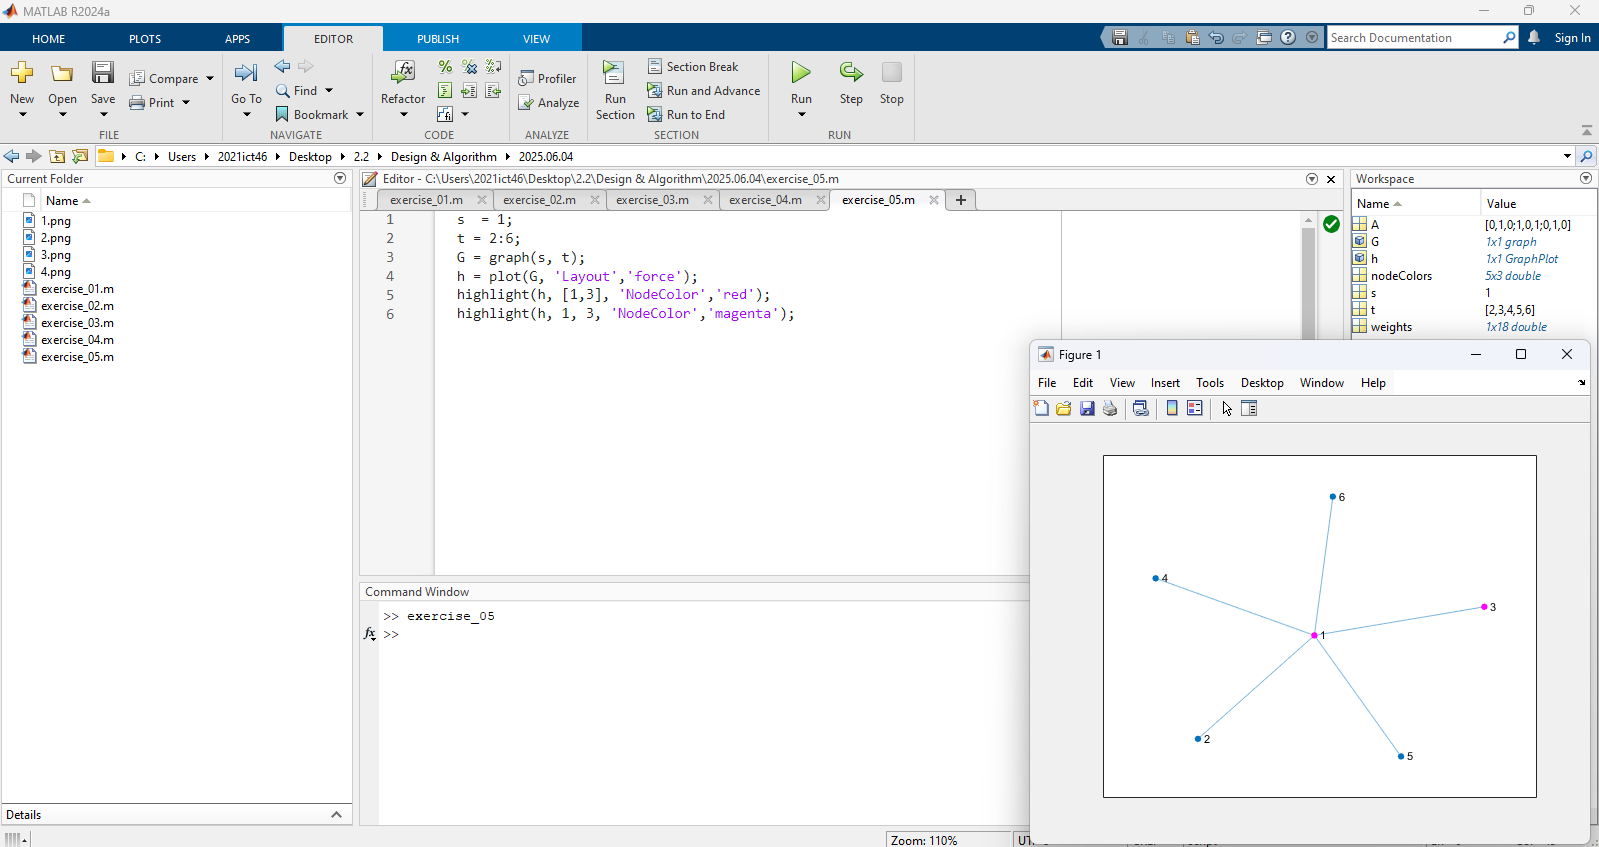 MATLAB R2024a
HOME PLOTS APPS EDITOR PUBLISH VIEW
Search Documentation
Sign In
New Open Save Compare Print
FILE
Go To Find Bookmark
NAVIGATE
Refactor
CODE
Profiler
Analyze
ANALYZE
Run Section
Section Break
Run and Advance
Run to End
SECTION
Run Step Stop
RUN
C: Users 2021ict46 Desktop 2.2 Design & Algorithm 2025.06.04
Current Folder
Name
1.png
2.png
3.png
4.png
exercise_01.m
exercise_02.m
exercise_03.m
exercise_04.m
exercise_05.m
Details
Editor - C:\Users\2021ict46\Desktop\2.2\Design & Algorithm\2025.06.04\exercise_05.m
exercise_01.m exercise_02.m exercise_03.m exercise_04.m exercise_05.m
1 s = 1;
2 t = 2:6;
3 G = graph(s, t);
4 h = plot(G, 'Layout','force');
5 highlight(h, [1,3], 'NodeColor','red');
6 highlight(h, 1, 3, 'NodeColor','magenta');
Command Window
>> exercise_05
fx >>
Workspace
Name Value
A [0,1,0;1,0,1;0,1,0]
G 1x1 graph
h 1x1 GraphPlot
nodeColors 5x3 double
s 1
t [2,3,4,5,6]
weights 1x18 double
Figure 1
File Edit View Insert Tools Desktop Window Help
6
4
3
1
2
5
Zoom: 110%